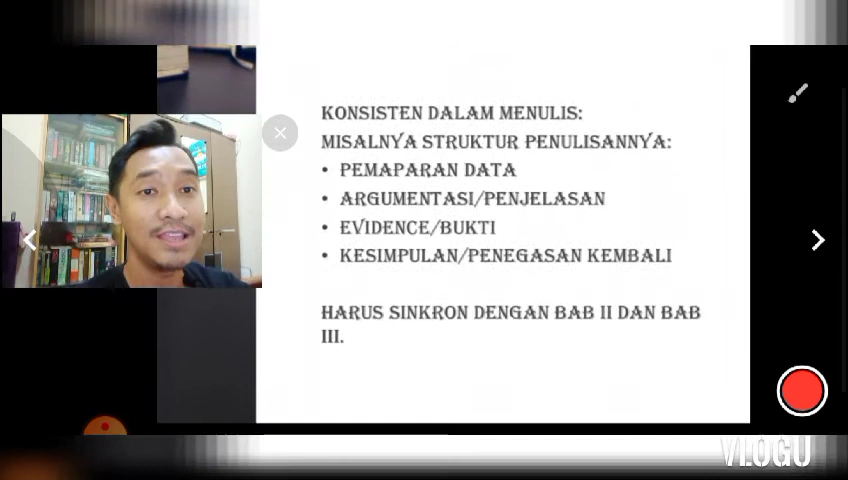 KONSISTEN DALAM MENULIS:
MISALNYA STRUKTUR PENULISANNYA:
• PEMAPARAN DATA
• ARGUMENTASI/PENJELASAN
• EVIDENCE/BUKTI
• KESIMPULAN/PENEGASAN KEMBALI
HARUS SINKRON DENGAN BAB II DAN BAB
III.
VLOGU